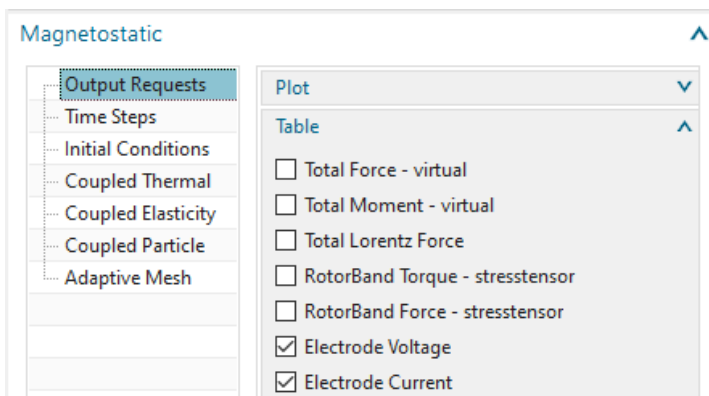 Magnetostatic
Output Requests
Time Steps
Initial Conditions
Coupled Thermal
Coupled Elasticity
Coupled Particle
Adaptive Mesh
Plot
Table
Total Force - virtual
Total Moment - virtual
Total Lorentz Force
RotorBand Torque - stresstensor
RotorBand Force - stresstensor
Electrode Voltage
Electrode Current